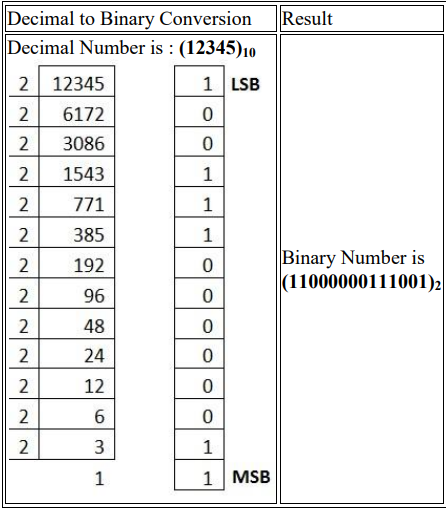 Decimal to Binary Conversion Result
Decimal Number is : (12345)₁₀
2 12345 1 LSB
2 6172 0
2 3086 0
2 1543 1
2 771 1
2 385 1
2 192 0
2 96 0
2 48 0
2 24 0
2 12 0
2 6 0
2 3 1
1 1 MSB
Binary Number is
(11000000111001)₂